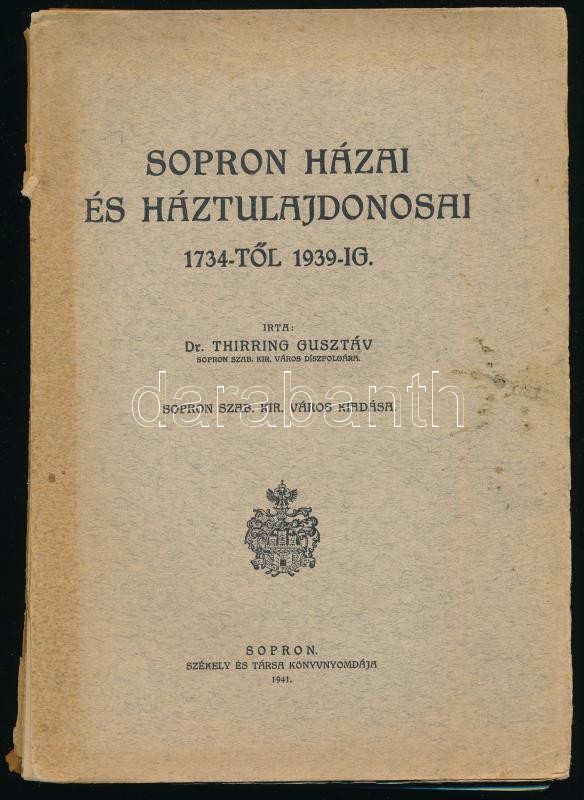 SOPRON HÁZAI
ÉS HÁZTULAJDONOSAI
1734-TŐL 1939-IG.
IRTA:
Dr. THIRRING GUSZTÁV
SOPRON SZAB. KIR. VÁROS DÍSZPOLGÁRA.
SOPRON SZAB. KIR. VÁROS KIADÁSA.
darabanth
SOPRON.
SZÉKELY ÉS TÁRSA KÖNYVNYOMDÁJA
1941.